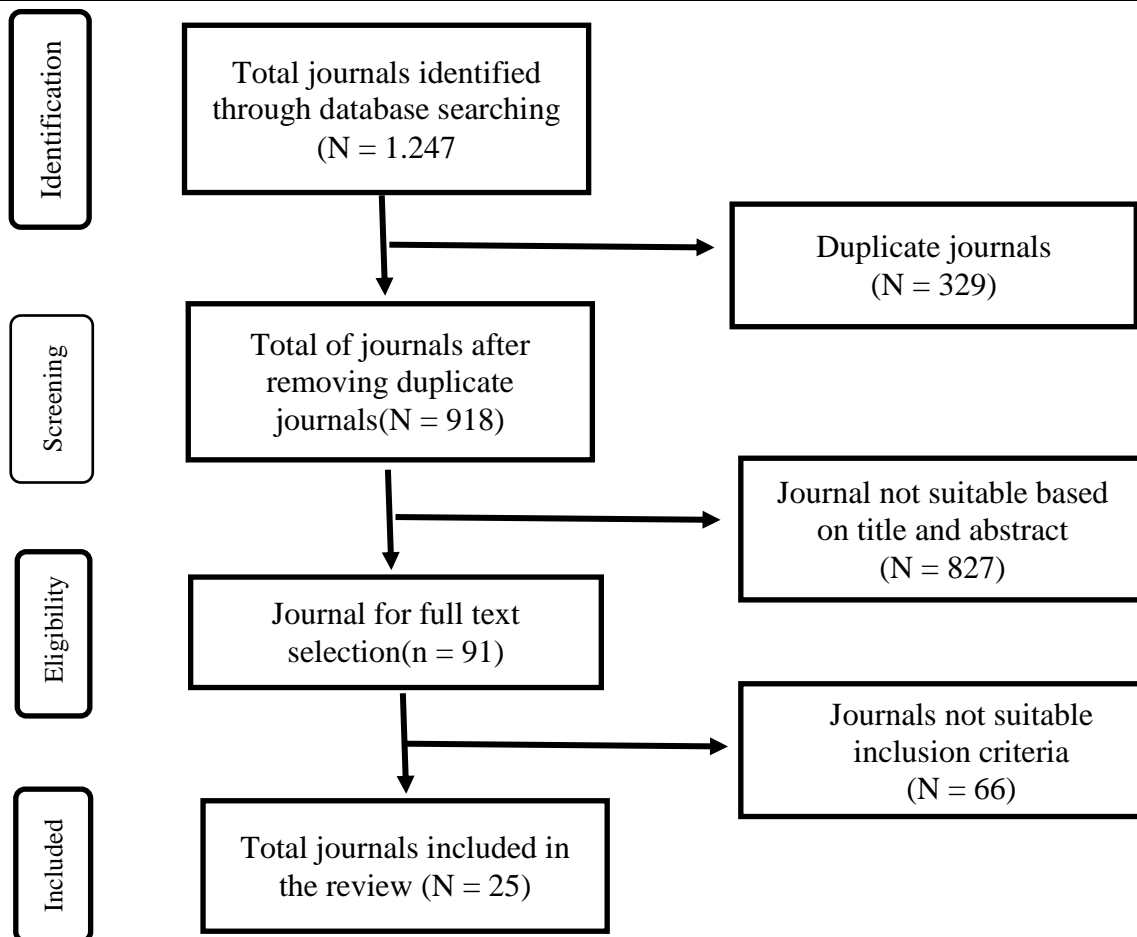 Identification
Total journals identified
through database searching
(N = 1.247
Duplicate journals
(N = 329)
Screening
Total of journals after
removing duplicate
journals(N = 918)
Journal not suitable based
on title and abstract
(N = 827)
Eligibility
Journal for full text
selection(n = 91)
Journals not suitable
inclusion criteria
(N = 66)
Included
Total journals included in
the review (N = 25)